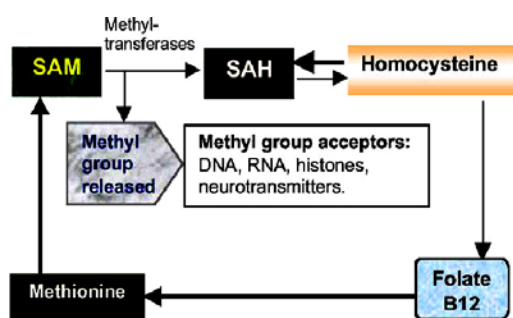 Methyl-
transferases
SAM
SAH
Homocysteine
Methyl
group
released
Methyl group acceptors:
DNA, RNA, histones,
neurotransmitters.
Methionine
Folate
B12